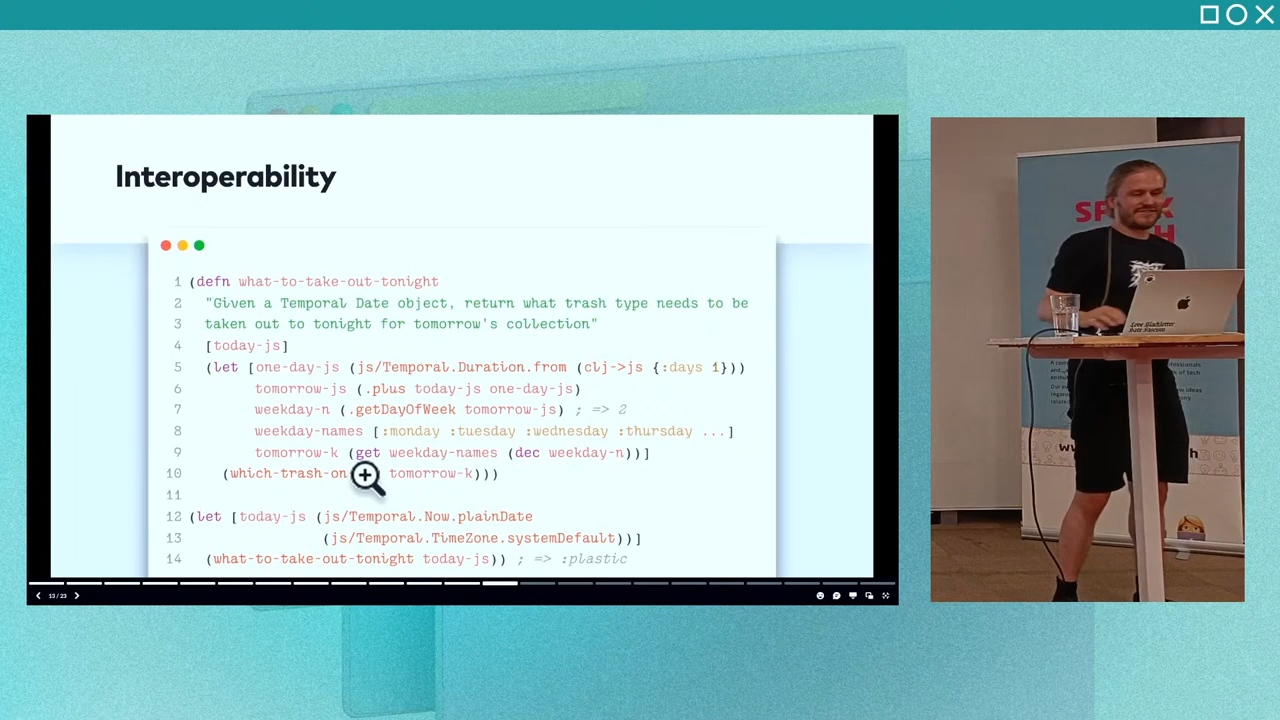 Interoperability
1 (defn what-to-take-out-tonight
2 "Given a Temporal Date object, return what trash type needs to be
3 taken out to tonight for tomorrow's collection"
4 [today-js]
5 (let [one-day-js (js/Temporal.Duration.from (clj->js {:days 1}))
6 tomorrow-js (.plus today-js one-day-js)
7 weekday-n (.getDayOfWeek tomorrow-js) ; => 2
8 weekday-names [:monday :tuesday :wednesday :thursday ...]
9 tomorrow-k (get weekday-names (dec weekday-n))]
10 (which-trash-on tomorrow-k)))
11
12 (let [today-js (js/Temporal.Now.plainDate
13 (js/Temporal.TimeZone.systemDefault))]
14 (what-to-take-out-tonight today-js)) ; => :plastic
13 / 23